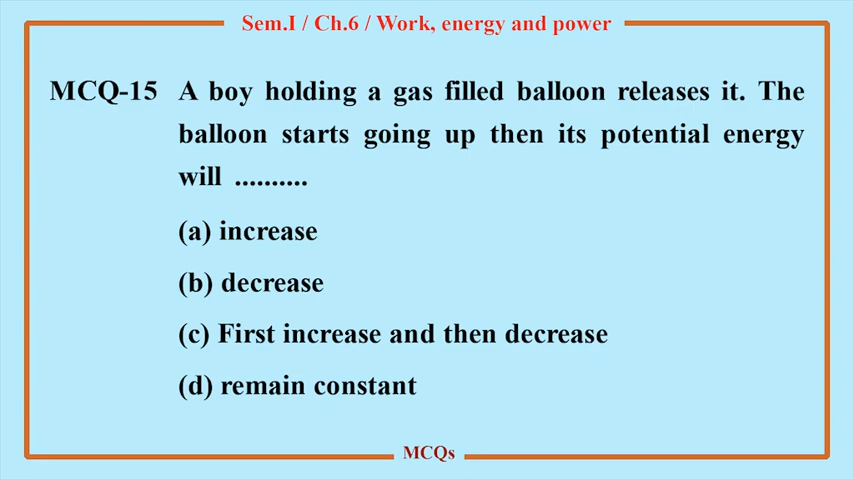 Sem.I / Ch.6 / Work, energy and power
MCQ-15 A boy holding a gas filled balloon releases it. The
balloon starts going up then its potential energy
will ..........
(a) increase
(b) decrease
(c) First increase and then decrease
(d) remain constant
MCQs